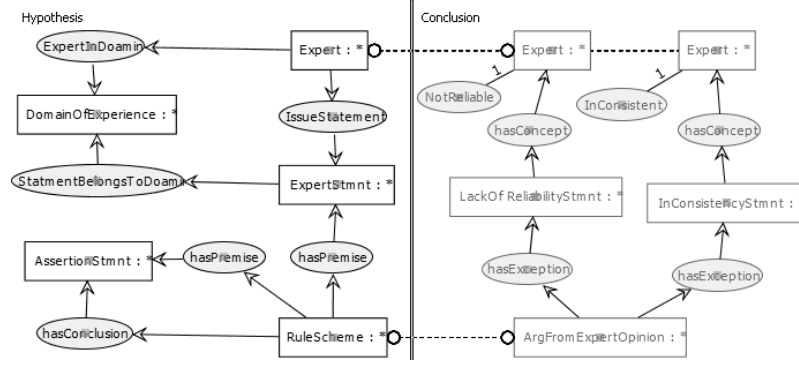 Hypothesis
Conclusion
ExpertInDoamin
Expert : *
Expert : *
Expert : *
1
1
NotReliable
InConsistent
DomainOfExperience : *
IssueStatement
hasConcept
hasConcept
StatmentBelongsToDoami
ExpertStmnt : *
LackOf ReliabilityStmnt : *
InConsistencyStmnt :
AssertionStmnt : *
hasPremise
hasPremise
hasException
hasException
hasConclusion
RuleScheme : *
ArgFromExpertOpinion : *